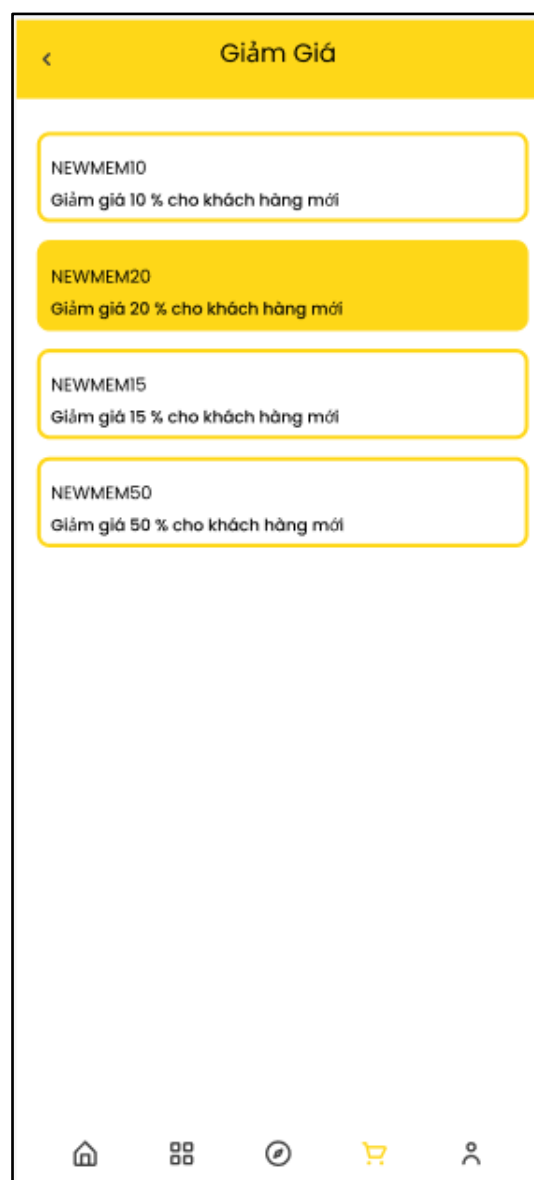 Giảm Giá
NEWMEM10
Giảm giá 10 % cho khách hàng mới
NEWMEM20
Giảm giá 20 % cho khách hàng mới
NEWMEM15
Giảm giá 15 % cho khách hàng mới
NEWMEM50
Giảm giá 50 % cho khách hàng mới